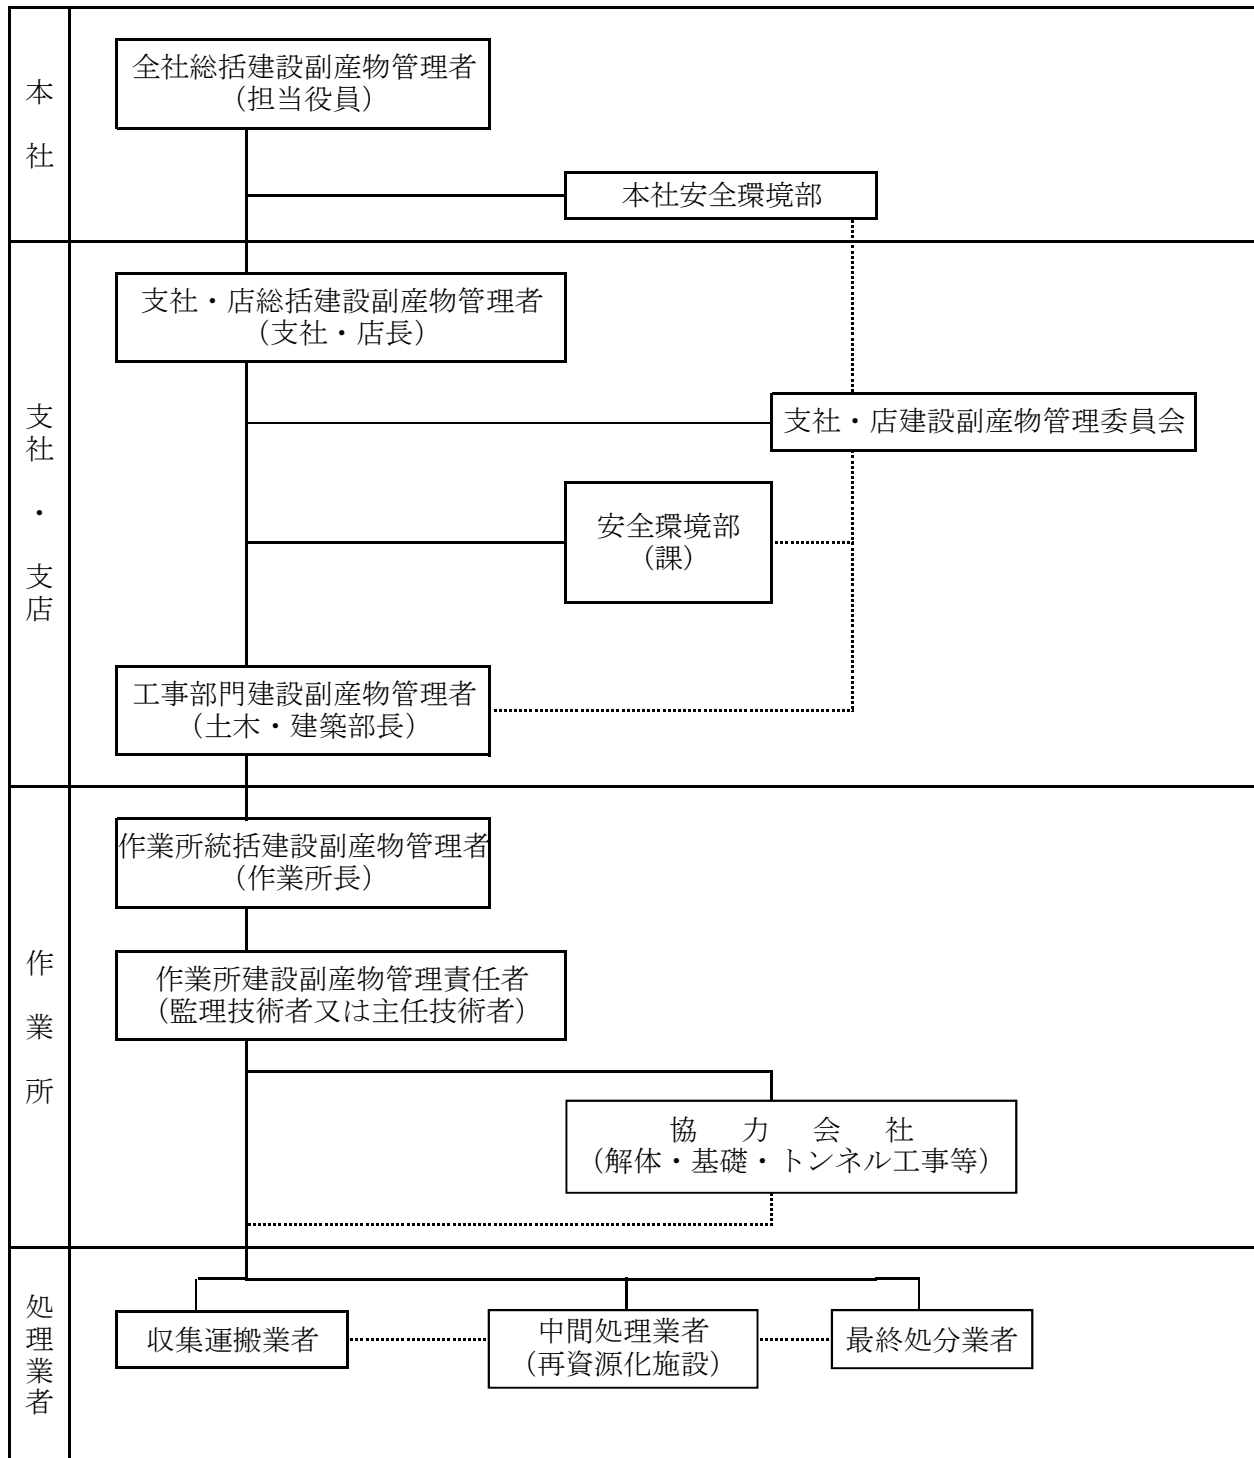 本社
全社総括建設副産物管理者
（担当役員）
本社安全環境部
支社・支店
支社・店総括建設副産物管理者
（支社・店長）
支社・店建設副産物管理委員会
安全環境部
（課）
工事部門建設副産物管理者
（土木・建築部長）
作業所
作業所統括建設副産物管理者
（作業所長）
作業所建設副産物管理責任者
（監理技術者又は主任技術者）
協力会社
（解体・基礎・トンネル工事等）
処理業者
収集運搬業者
中間処理業者
（再資源化施設）
最終処分業者